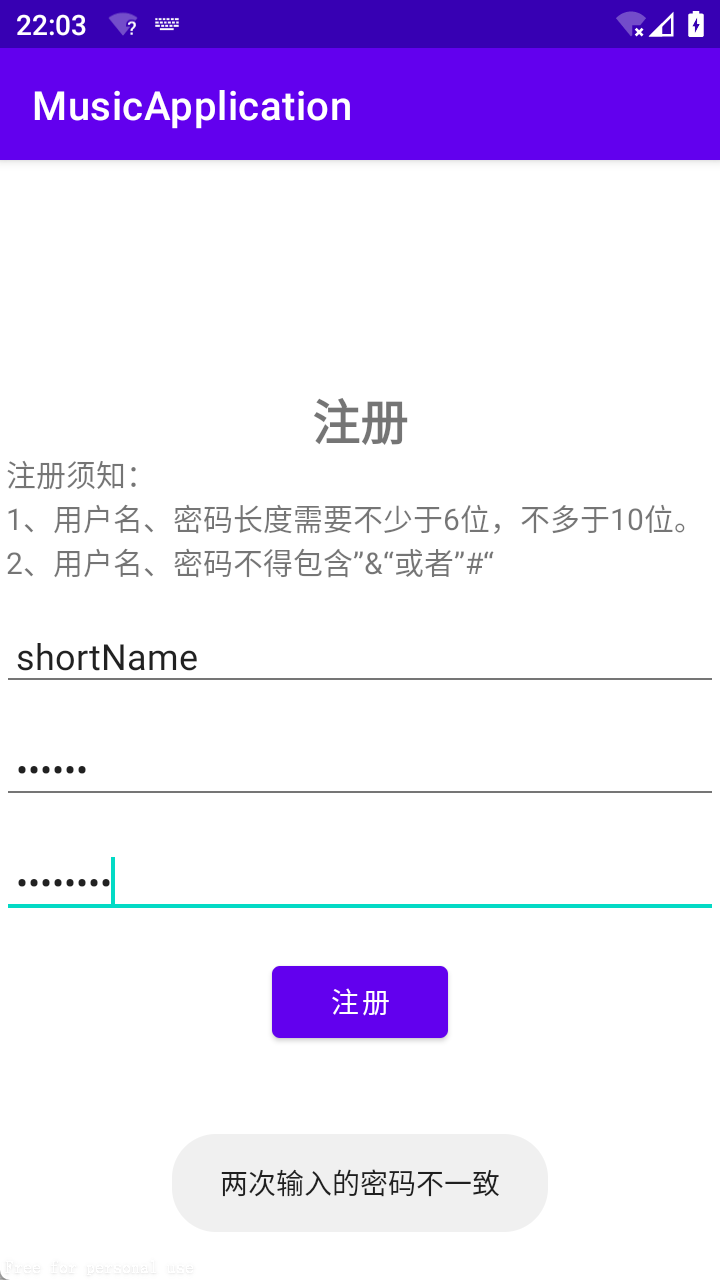 22:03
MusicApplication
注册
注册须知：
1、用户名、密码长度需要不少于6位，不多于10位。
2、用户名、密码不得包含”&“或者”#“
shortName
••••••
••••••••
注册
两次输入的密码不一致
Free for personal use